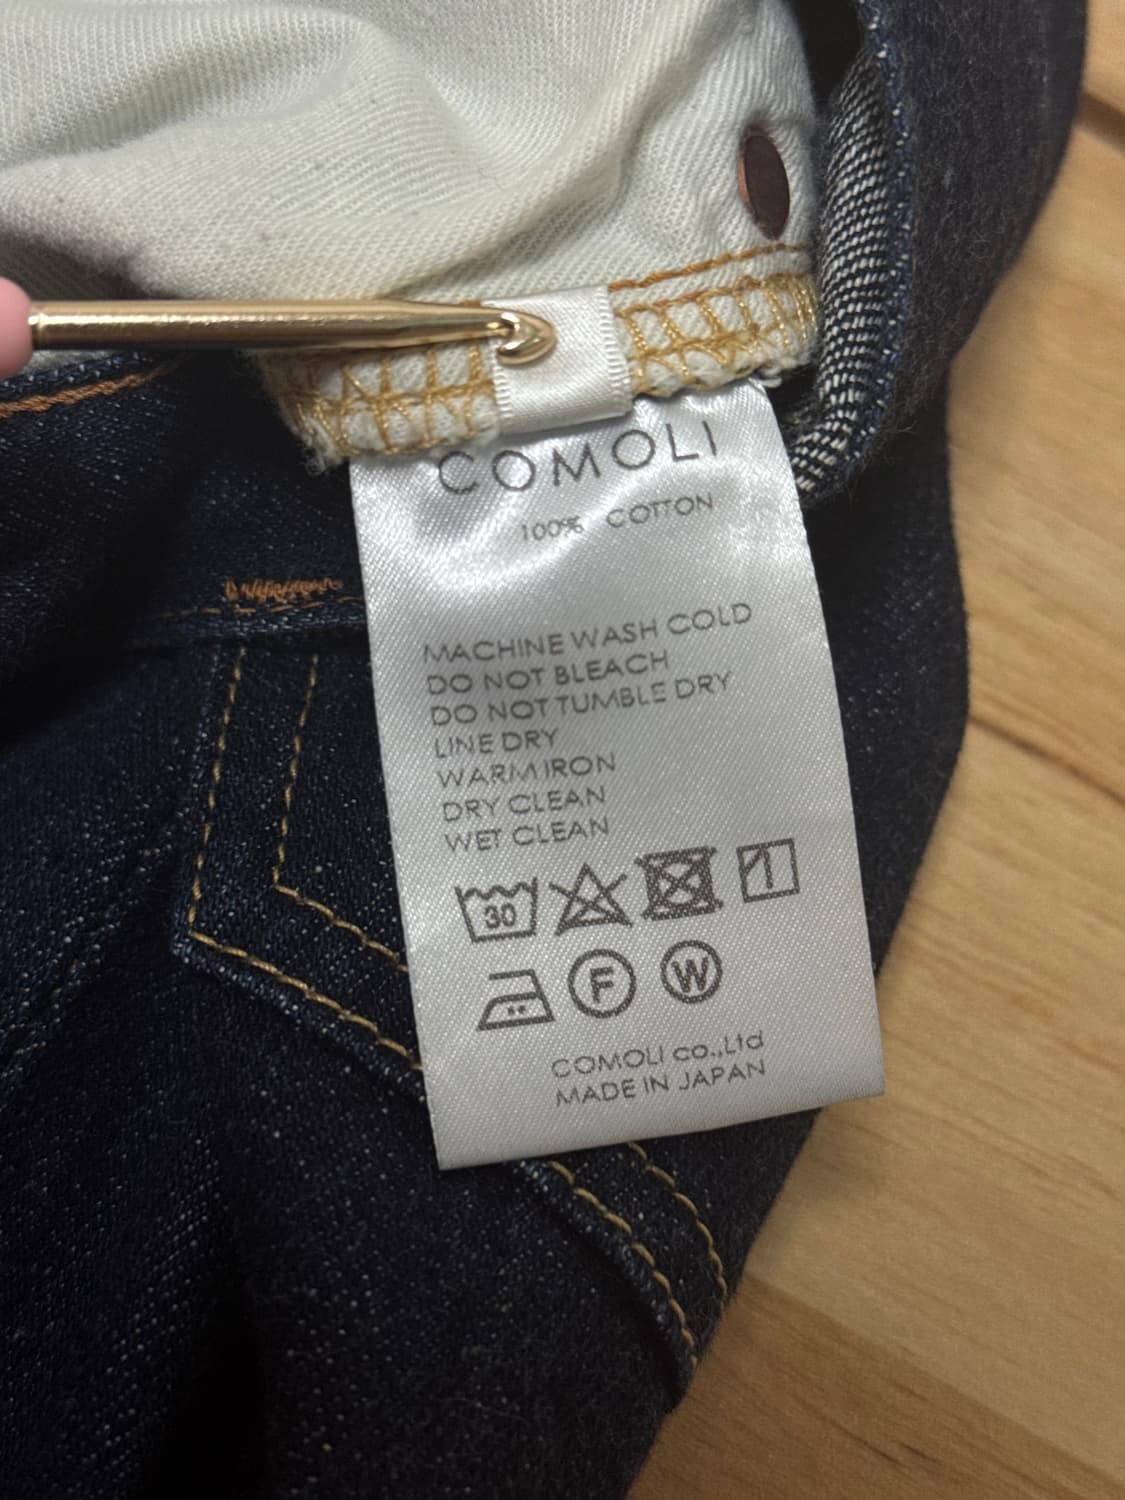 COMOLI
100% COTTON
MACHINE WASH COLD
DO NOT BLEACH
DO NOT TUMBLE DRY
LINE DRY
WARM IRON
DRY CLEAN
WET CLEAN
30
F W
COMOLI co.,Ltd
MADE IN JAPAN